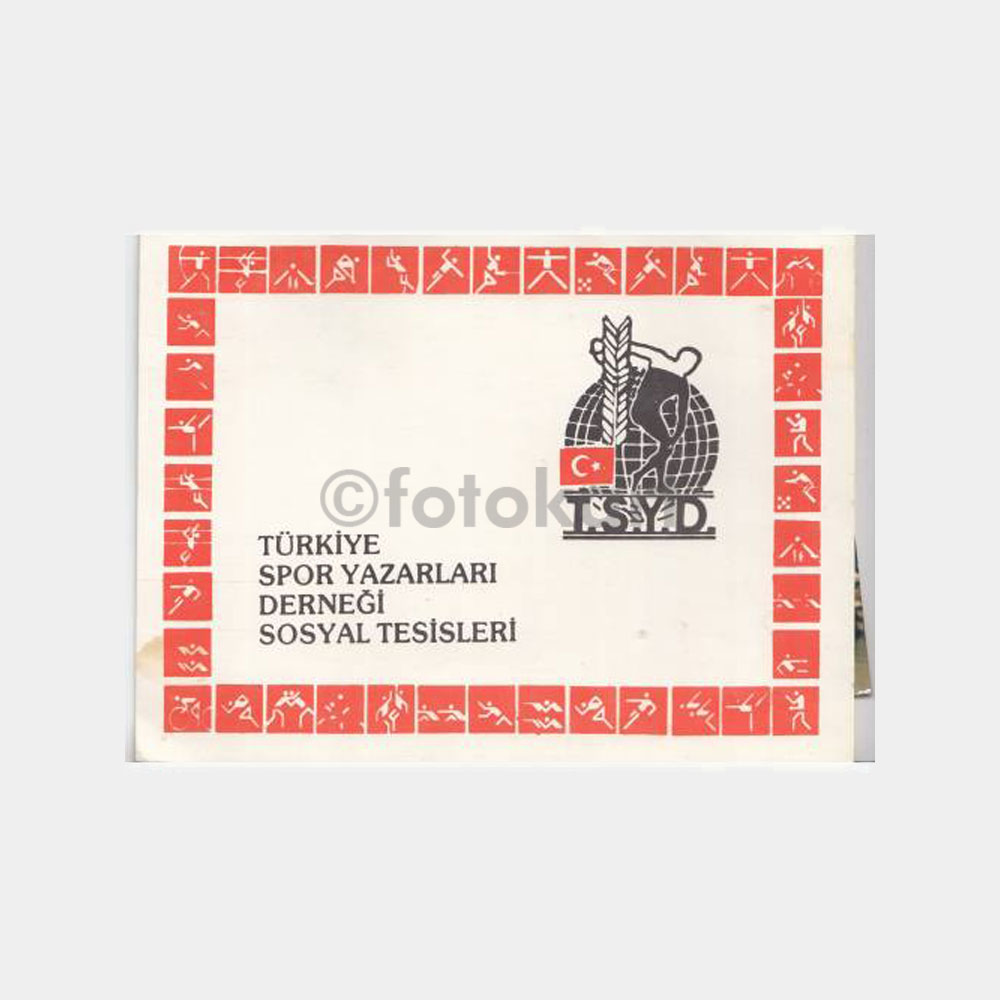 T.S.Y.D.
TÜRKİYE
SPOR YAZARLARI
DERNEĞİ
SOSYAL TESİSLERİ